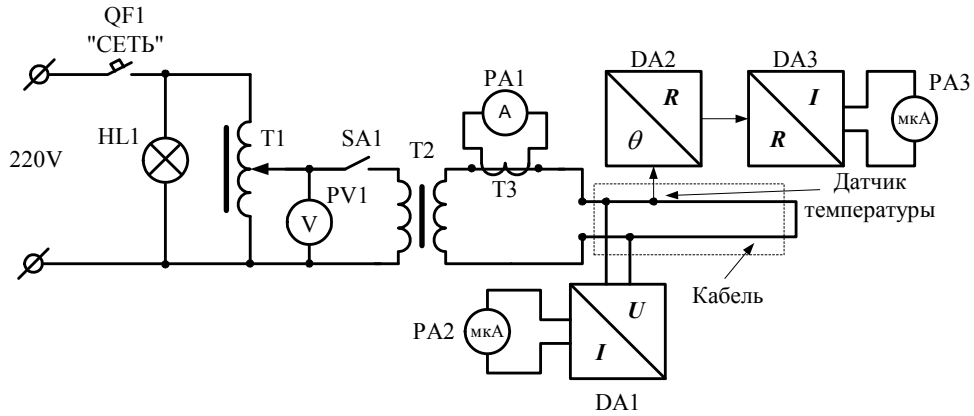 QF1
"СЕТЬ"
220V
HL1
T1
PV1
V
SA1
T2
PA1
A
T3
DA2
R
θ
DA3
I
R
PA3
мкА
Датчик
температуры
Кабель
PA2
мкА
U
I
DA1